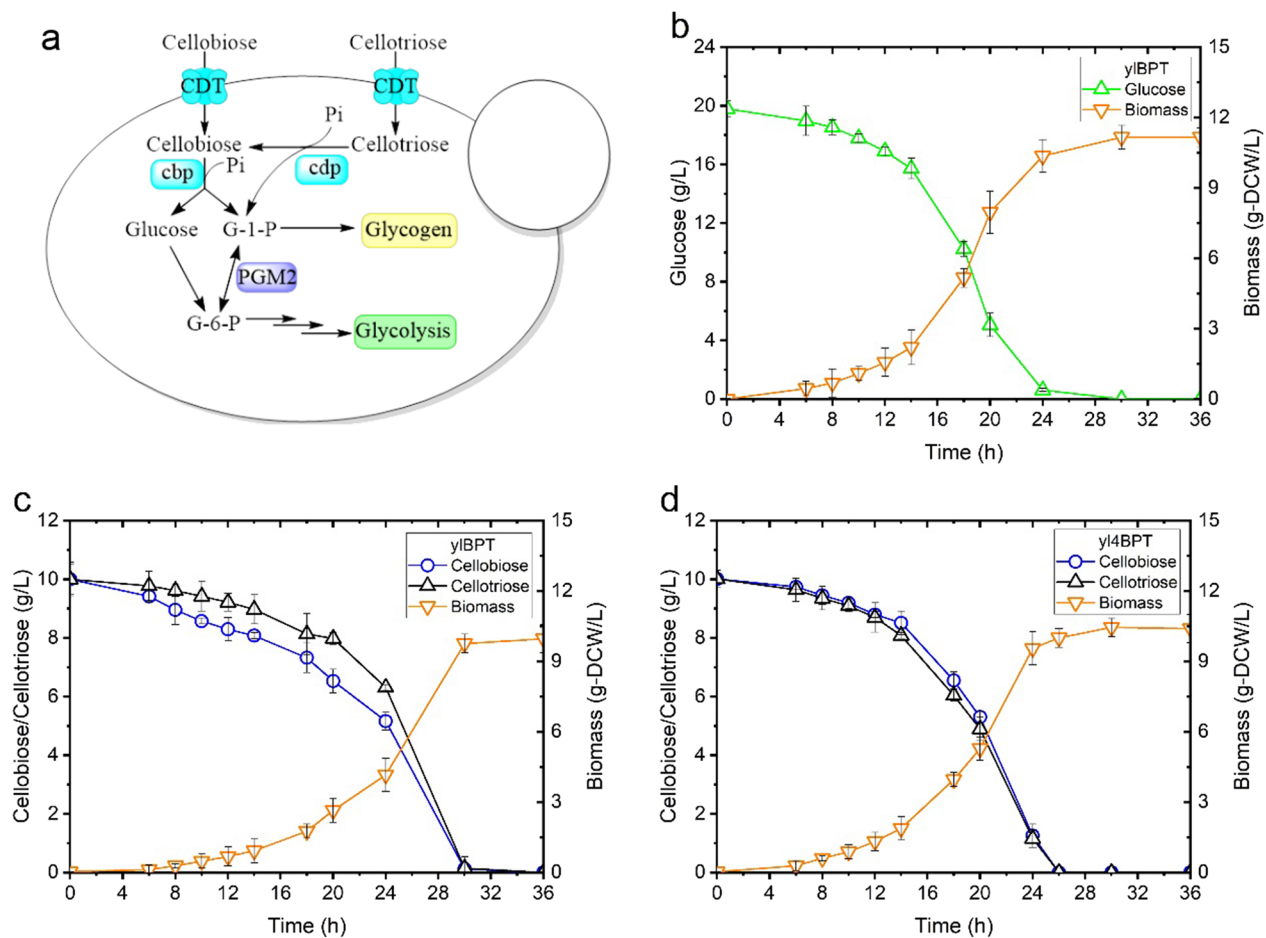 a
Cellobiose
Cellotriose
CDT
CDT
Pi
Cellobiose
Cellotriose
cbp
Pi
cdp
Glucose
G-1-P
Glycogen
PGM2
G-6-P
Glycolysis
b
24
20
16
12
8
4
0
Glucose (g/L)
ylBPT
Glucose
Biomass
15
12
9
6
3
0
Biomass (g-DCW/L)
0 4 8 12 16 20 24 28 32 36
Time (h)
c
12
10
8
6
4
2
0
Cellobiose/Cellotriose (g/L)
ylBPT
Cellobiose
Cellotriose
Biomass
15
12
9
6
3
0
Biomass (g-DCW/L)
0 4 8 12 16 20 24 28 32 36
Time (h)
d
12
10
8
6
4
2
0
Cellobiose/Cellotriose (g/L)
yl4BPT
Cellobiose
Cellotriose
Biomass
15
12
9
6
3
0
Biomass (g-DCW/L)
0 4 8 12 16 20 24 28 32 36
Time (h)